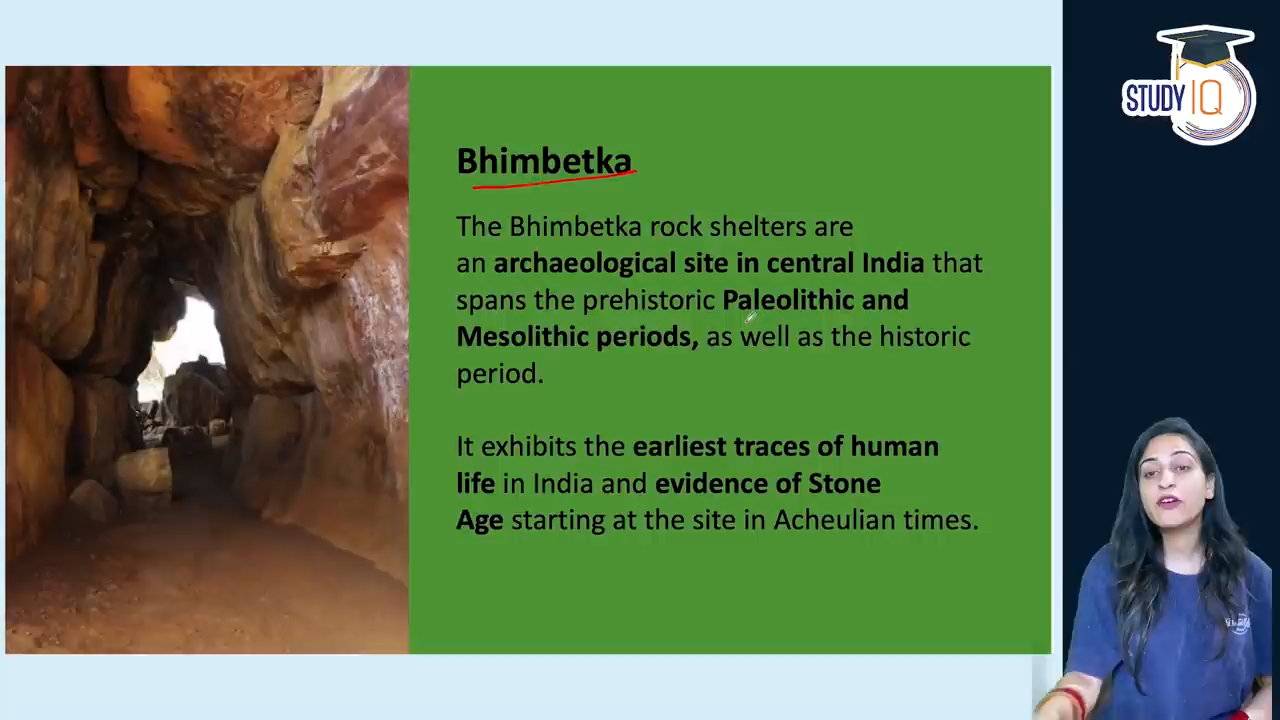 STUDY IQ
Bhimbetka
The Bhimbetka rock shelters are
an archaeological site in central India that
spans the prehistoric Paleolithic and
Mesolithic periods, as well as the historic
period.
It exhibits the earliest traces of human
life in India and evidence of Stone
Age starting at the site in Acheulian times.